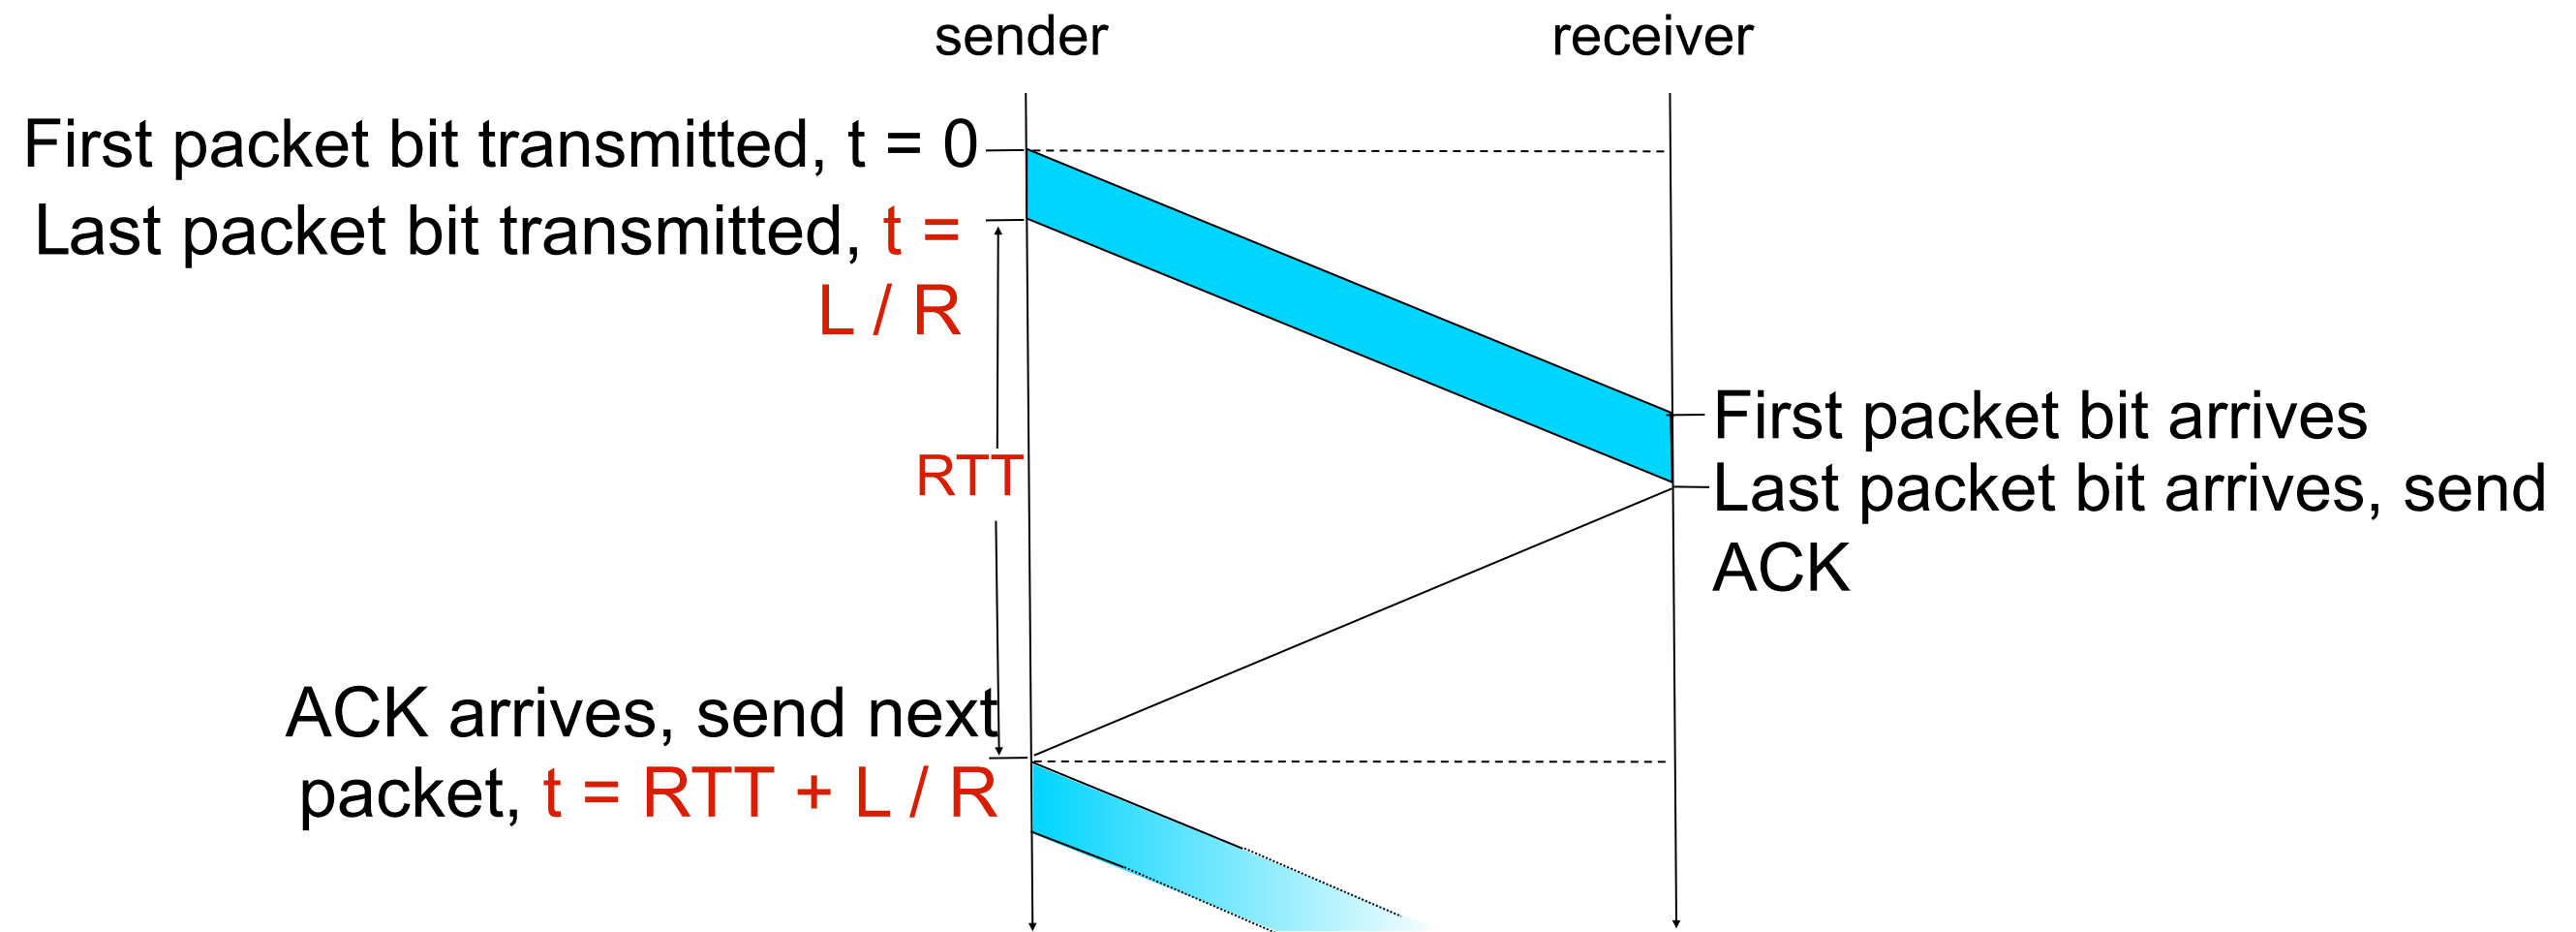 sender
receiver
First packet bit transmitted, t = 0
Last packet bit transmitted, t =
L / R
RTT
First packet bit arrives
Last packet bit arrives, send
ACK
ACK arrives, send next
packet, t = RTT + L / R